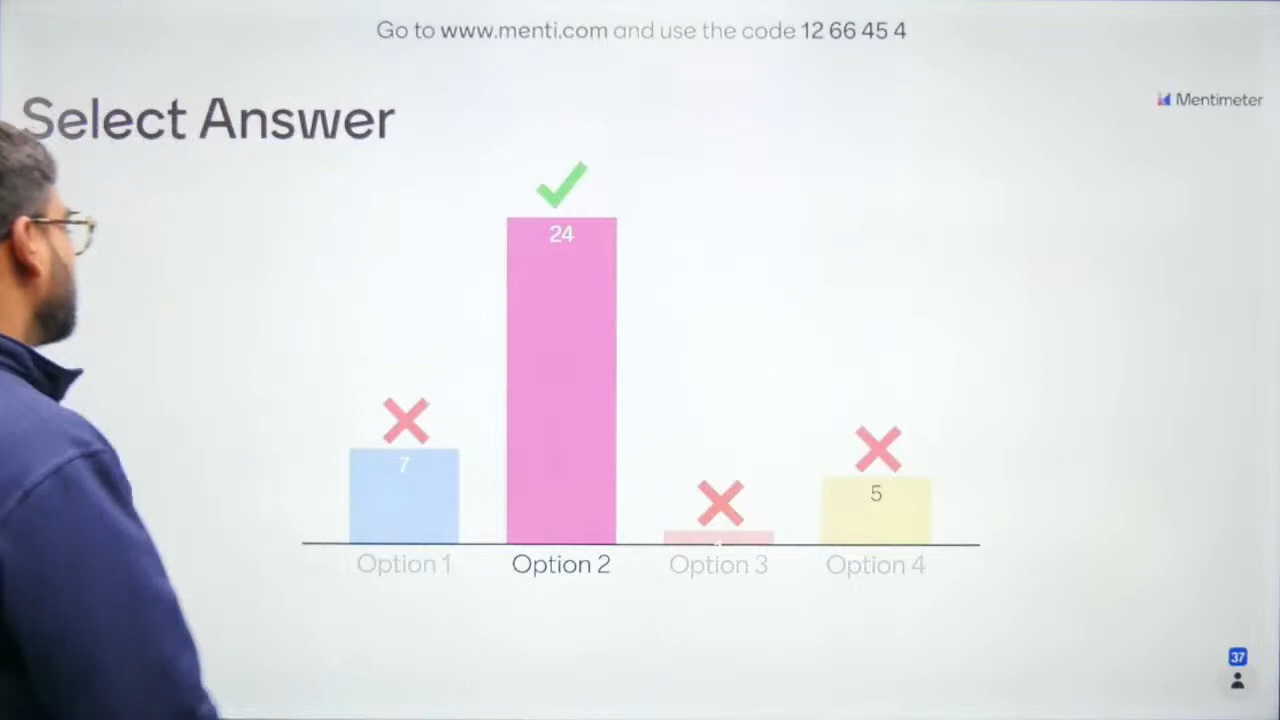 Go to www.menti.com and use the code 12 66 45 4
Mentimeter
Select Answer
24
7
5
1
Option 1 Option 2 Option 3 Option 4
37